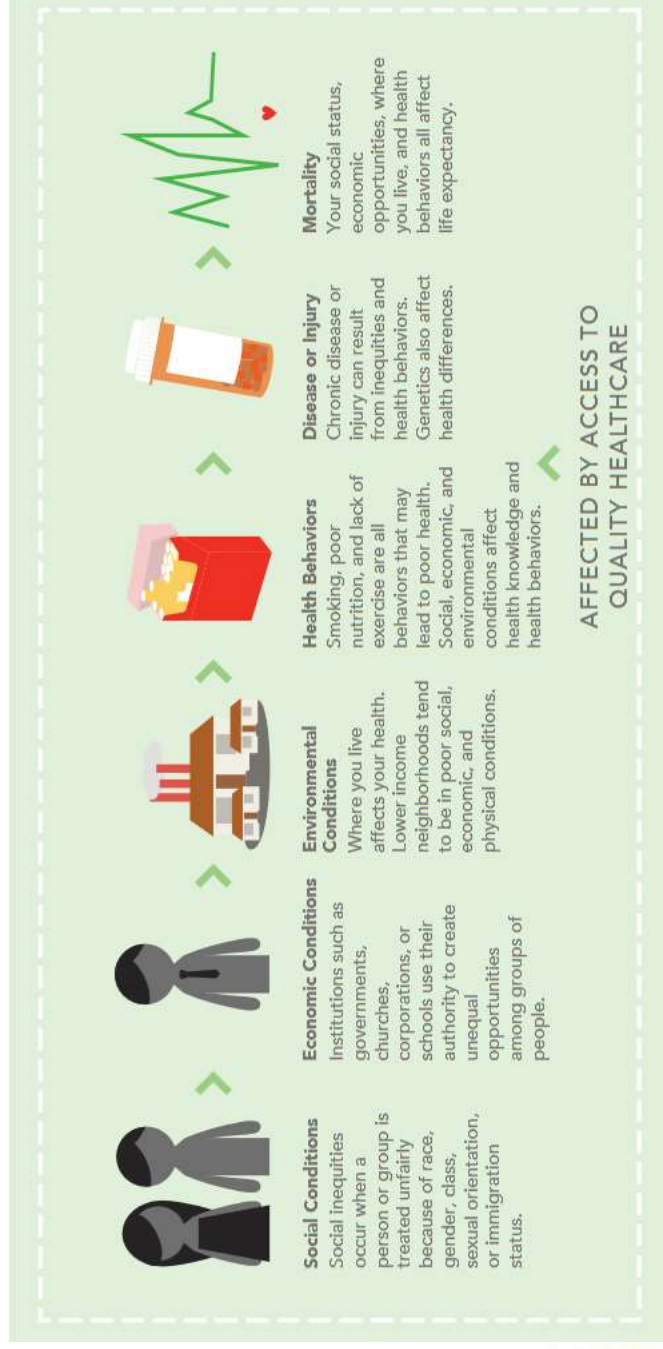 Social Conditions
Social inequities
occur when a
person or group is
treated unfairly
because of race,
gender, class,
sexual orientation,
or immigration
status.
Economic Conditions
Institutions such as
governments,
churches,
corporations, or
schools use their
authority to create
unequal
opportunities
among groups of
people.
Environmental
Conditions
Where you live
affects your health.
Lower income
neighborhoods tend
to be in poor social,
economic, and
physical conditions.
Health Behaviors
Smoking, poor
nutrition, and lack of
exercise are all
behaviors that may
lead to poor health.
Social, economic, and
environmental
conditions affect
health knowledge and
health behaviors.
Disease or Injury
Chronic disease or
injury can result
from inequities and
health behaviors.
Genetics also affect
health differences.
Mortality
Your social status,
economic
opportunities, where
you live, and health
behaviors all affect
life expectancy.
AFFECTED BY ACCESS TO
QUALITY HEALTHCARE